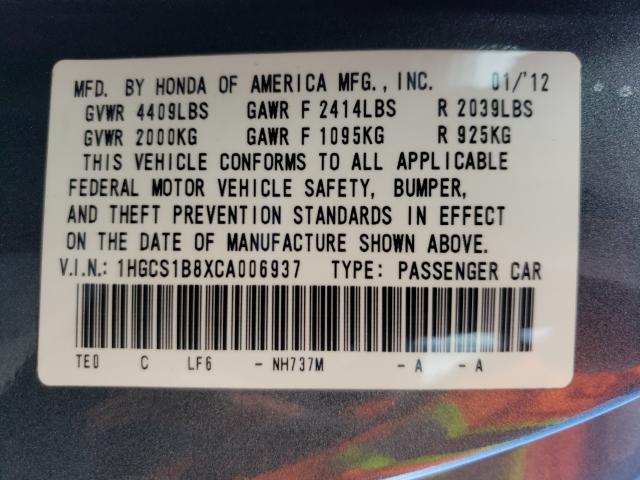 MFD. BY HONDA OF AMERICA MFG., INC. 01/'12
GVWR 4409LBS GAWR F 2414LBS R 2039LBS
GVWR 2000KG GAWR F 1095KG R 925KG
THIS VEHICLE CONFORMS TO ALL APPLICABLE
FEDERAL MOTOR VEHICLE SAFETY, BUMPER,
AND THEFT PREVENTION STANDARDS IN EFFECT
ON THE DATE OF MANUFACTURE SHOWN ABOVE.
V.I.N.: 1HGCS1B8XCA006937 TYPE: PASSENGER CAR
TE0 C LF6 - NH737M - A - A